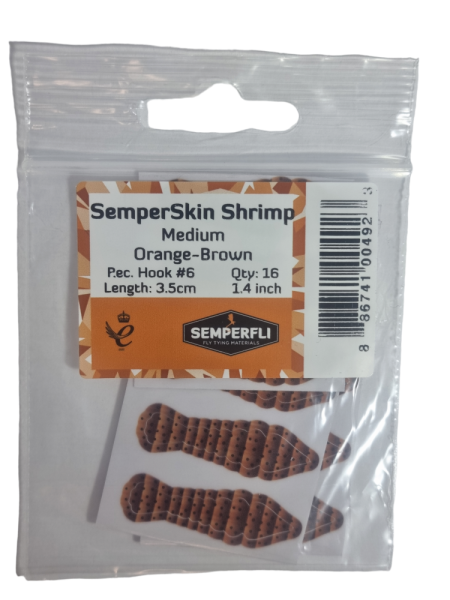 SemperSkin Shrimp
Medium
Orange-Brown
P.ec. Hook #6 Qty: 16
Length: 3.5cm 1.4 inch
SEMPERFLI
FLY TYING MATERIALS
8 86741 00492 3